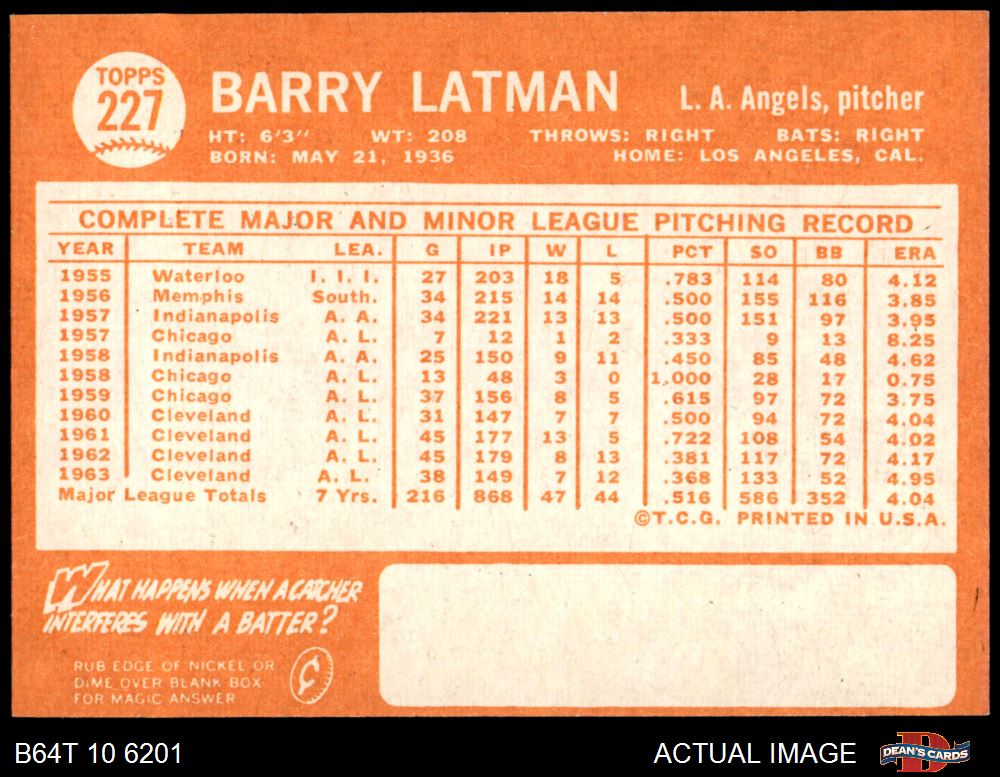 TOPPS
227
BARRY LATMAN
L. A. Angels, pitcher
HT: 6'3" WT: 208 THROWS: RIGHT BATS: RIGHT
BORN: MAY 21, 1936 HOME: LOS ANGELES, CAL.
COMPLETE MAJOR AND MINOR LEAGUE PITCHING RECORD
YEAR TEAM LEA. G IP W L PCT SO BB ERA
1955 Waterloo I. I. I. 27 203 18 5 .783 114 80 4.12
1956 Memphis South. 34 215 14 14 .500 155 116 3.85
1957 Indianapolis A. A. 34 221 13 13 .500 151 97 3.95
1957 Chicago A. L. 7 12 1 2 .333 9 13 8.25
1958 Indianapolis A. A. 25 150 9 11 .450 85 48 4.62
1958 Chicago A. L. 13 48 3 0 1.000 28 17 0.75
1959 Chicago A. L. 37 156 8 5 .615 97 72 3.75
1960 Cleveland A. L. 31 147 7 7 .500 94 72 4.04
1961 Cleveland A. L. 45 177 13 5 .722 108 54 4.02
1962 Cleveland A. L. 45 179 8 13 .381 117 72 4.17
1963 Cleveland A. L. 38 149 7 12 .368 133 52 4.95
Major League Totals 7 Yrs. 216 868 47 44 .516 586 352 4.04
©T.C.G. PRINTED IN U.S.A.
WHAT HAPPENS WHEN A CATCHER
INTERFERES WITH A BATTER?
RUB EDGE OF NICKEL OR
DIME OVER BLANK BOX
FOR MAGIC ANSWER
B64T 10 6201
ACTUAL IMAGE
DEAN'S CARDS